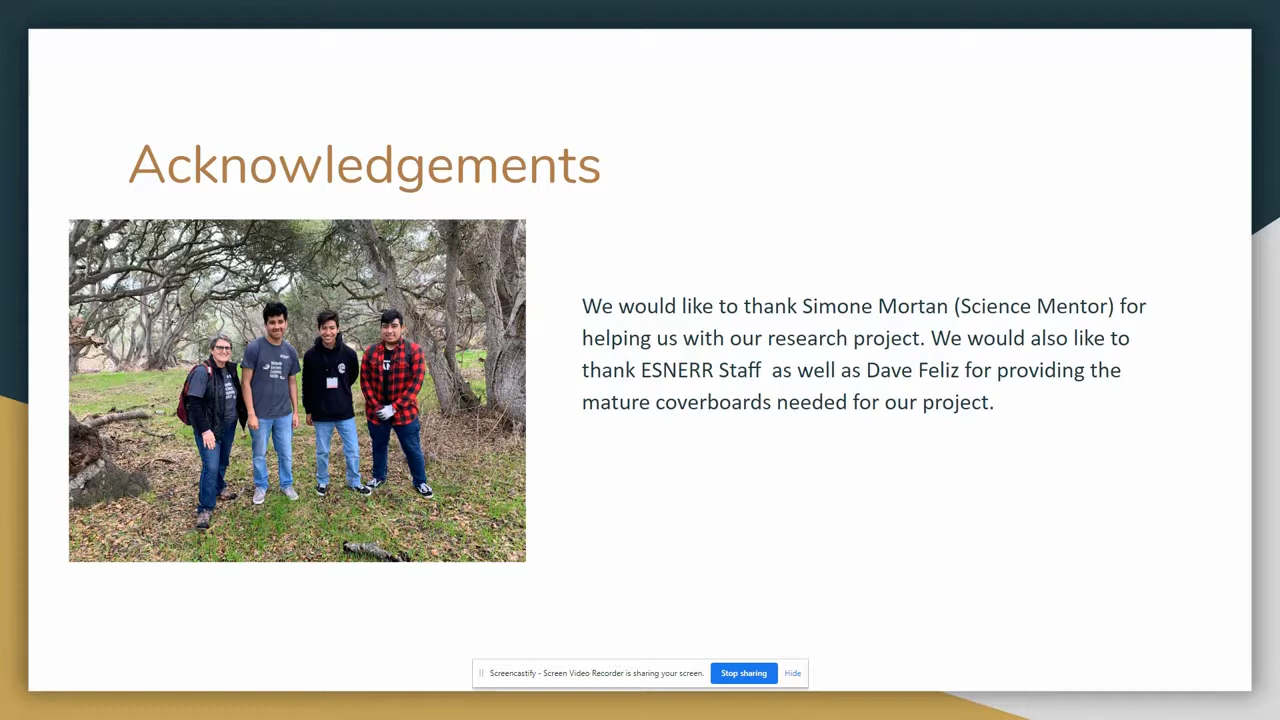 Acknowledgements
We would like to thank Simone Mortan (Science Mentor) for
helping us with our research project. We would also like to
thank ESNERR Staff  as well as Dave Feliz for providing the
mature coverboards needed for our project.
Screencastify - Screen Video Recorder is sharing your screen. Stop sharing Hide